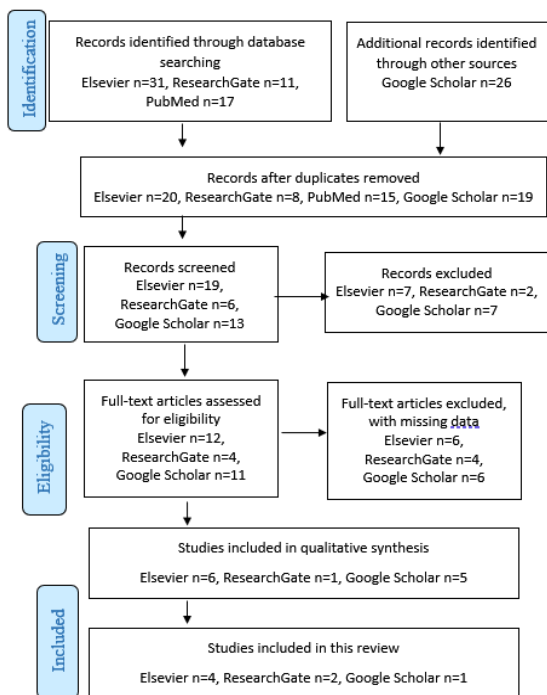 Identification
Records identified through database
searching
Elsevier n=31, ResearchGate n=11,
PubMed n=17
Additional records identified
through other sources
Google Scholar n=26
Records after duplicates removed
Elsevier n=20, ResearchGate n=8, PubMed n=15, Google Scholar n=19
Screening
Records screened
Elsevier n=19,
ResearchGate n=6,
Google Scholar n=13
Records excluded
Elsevier n=7, ResearchGate n=2,
Google Scholar n=7
Eligibility
Full-text articles assessed
for eligibility
Elsevier n=12,
ResearchGate n=4,
Google Scholar n=11
Full-text articles excluded,
with missing data
Elsevier n=6,
ResearchGate n=4,
Google Scholar n=6
Studies included in qualitative synthesis
Elsevier n=6, ResearchGate n=1, Google Scholar n=5
Included
Studies included in this review
Elsevier n=4, ResearchGate n=2, Google Scholar n=1